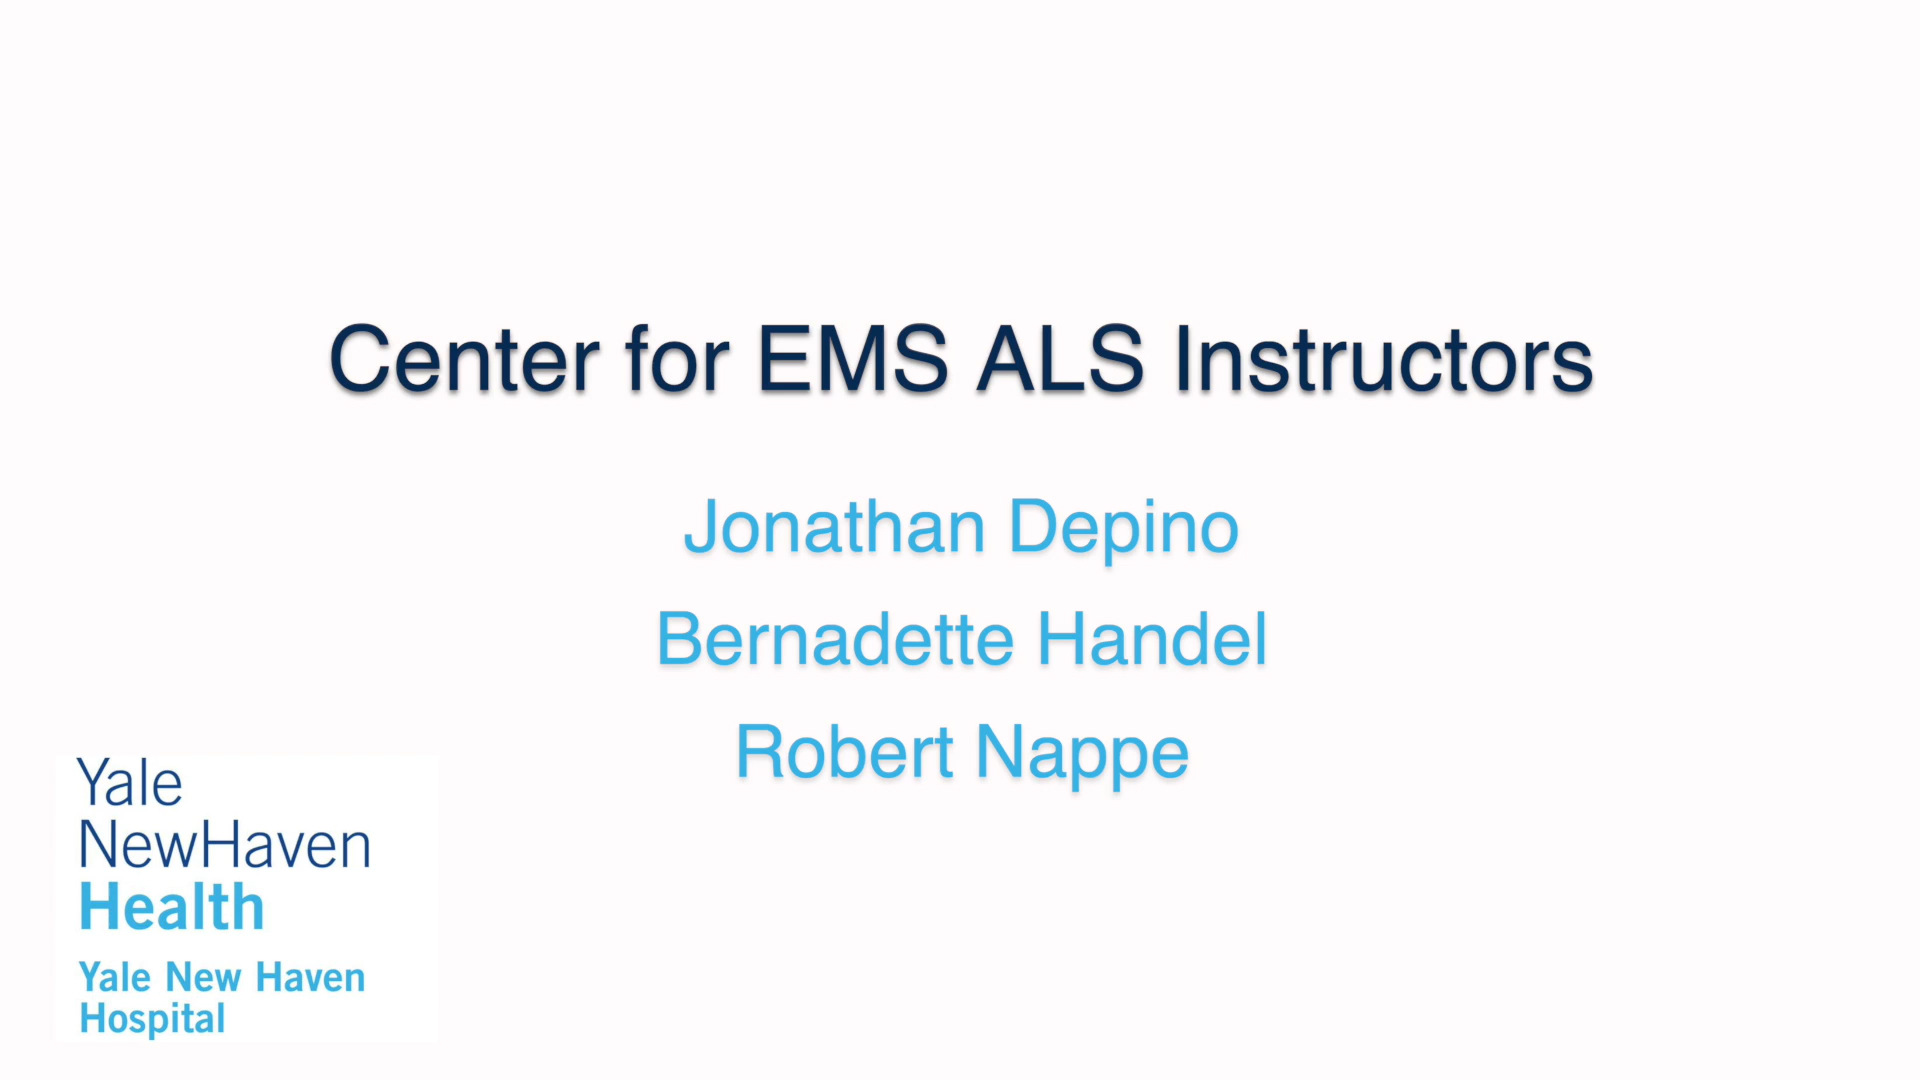 Center for EMS ALS Instructors
Jonathan Depino
Bernadette Handel
Robert Nappe
Yale
NewHaven
Health
Yale New Haven
Hospital